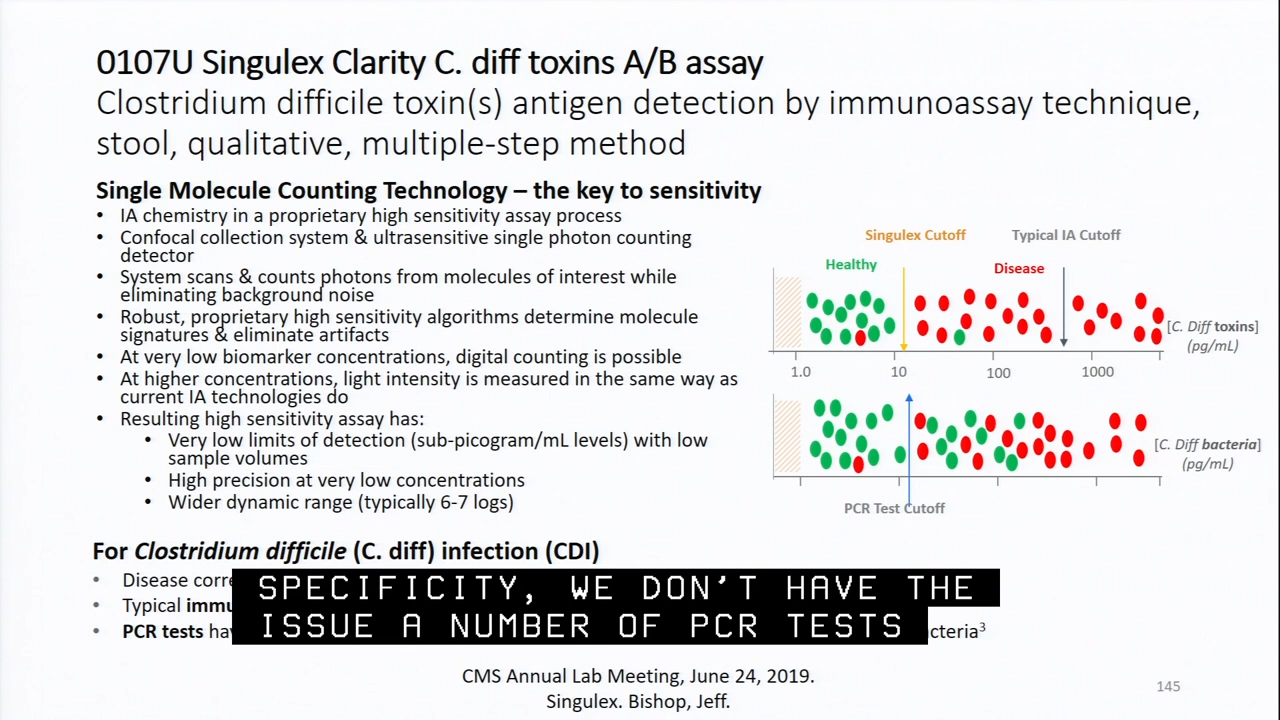 0107U Singulex Clarity C. diff toxins A/B assay
Clostridium difficile toxin(s) antigen detection by immunoassay technique,
stool, qualitative, multiple-step method
Single Molecule Counting Technology – the key to sensitivity
• IA chemistry in a proprietary high sensitivity assay process
• Confocal collection system & ultrasensitive single photon counting
detector
• System scans & counts photons from molecules of interest while
eliminating background noise
• Robust, proprietary high sensitivity algorithms determine molecule
signatures & eliminate artifacts
• At very low biomarker concentrations, digital counting is possible
• At higher concentrations, light intensity is measured in the same way as
current IA technologies do
• Resulting high sensitivity assay has:
• Very low limits of detection (sub-picogram/mL levels) with low
sample volumes
• High precision at very low concentrations
• Wider dynamic range (typically 6-7 logs)
Singulex Cutoff Typical IA Cutoff
Healthy Disease
[C. Diff toxins]
(pg/mL)
1.0 10 100 1000
[C. Diff bacteria]
(pg/mL)
PCR Test Cutoff
For Clostridium difficile (C. diff) infection (CDI)
• Disease
• Typical
• PCR tests
SPECIFICITY, WE DON'T HAVE THE
ISSUE A NUMBER OF PCR TESTS
CMS Annual Lab Meeting, June 24, 2019.
Singulex. Bishop, Jeff.
145